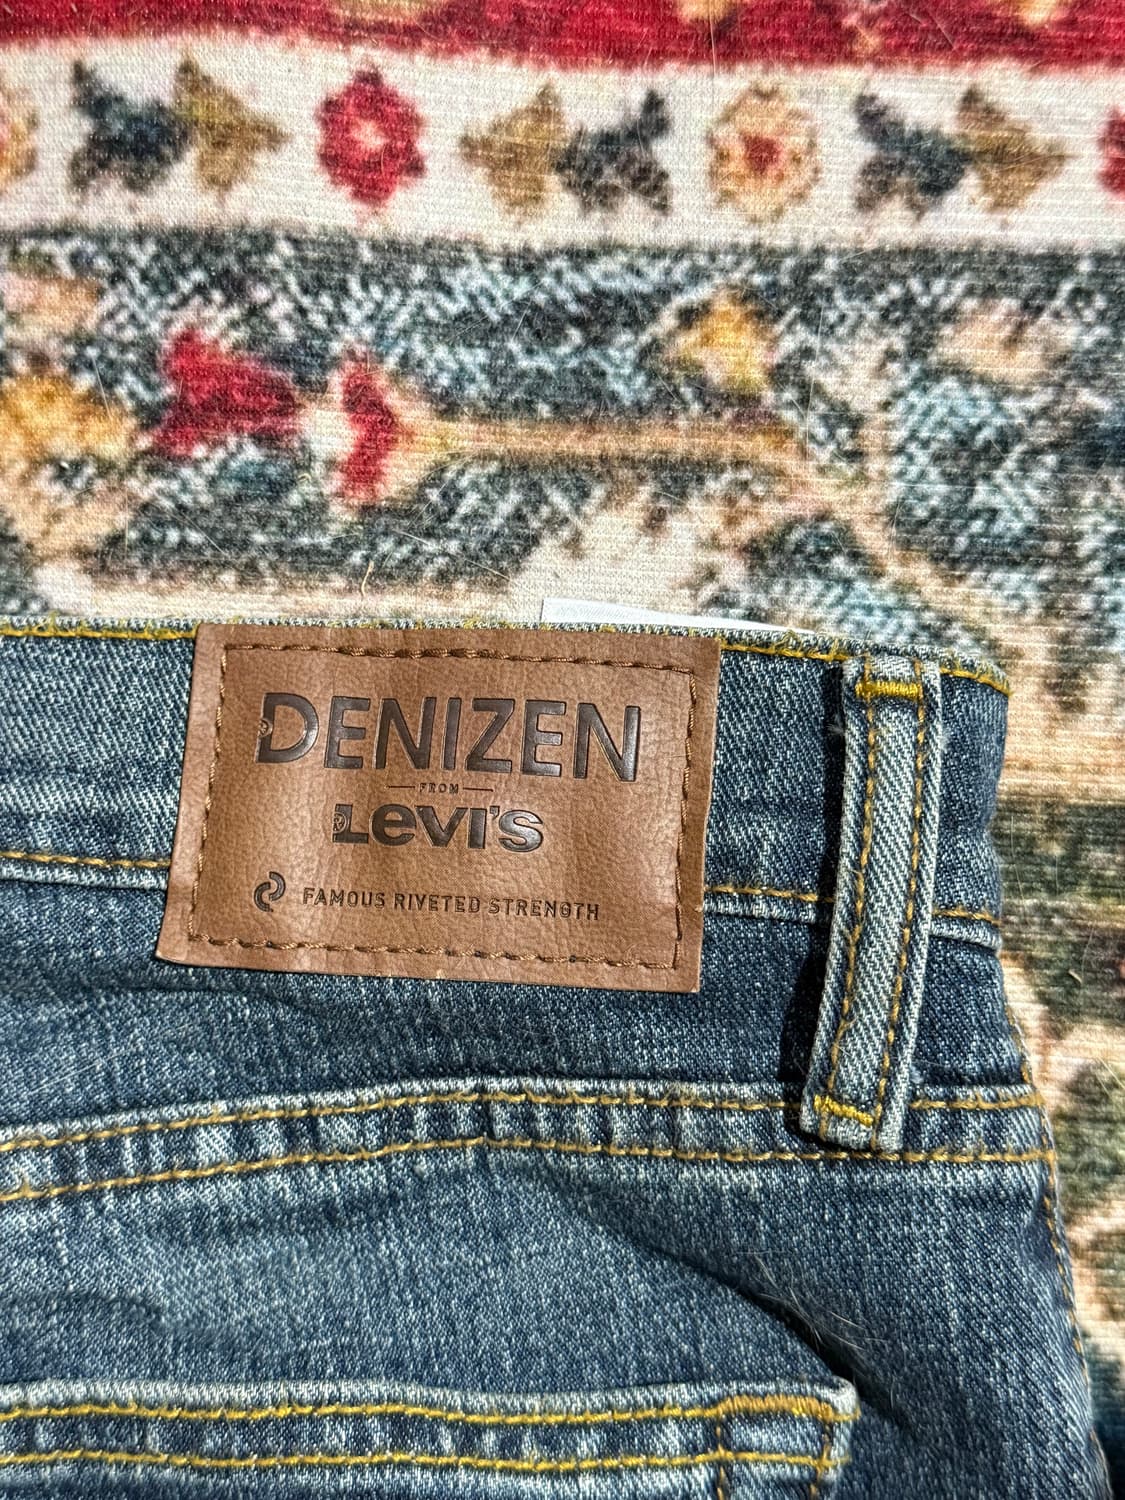 DENIZEN
FROM
Levi's
FAMOUS RIVETED STRENGTH